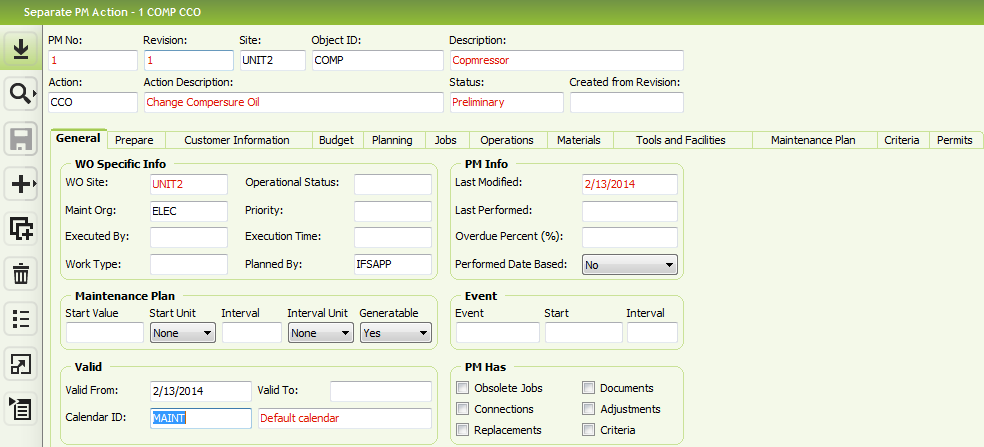 Separate PM Action - 1 COMP CCO
PM No: Revision: Site: Object ID: Description:
1 1 UNIT2 COMP Copmressor
Action: Action Description: Status: Created from Revision:
CCO Change Compersure Oil Preliminary
General Prepare Customer Information Budget Planning Jobs Operations Materials Tools and Facilities Maintenance Plan Criteria Permits
WO Specific Info
WO Site: UNIT2 Operational Status:
Maint Org: ELEC Priority:
Executed By: Execution Time:
Work Type: Planned By: IFSAPP
PM Info
Last Modified: 2/13/2014
Last Performed:
Overdue Percent (%):
Performed Date Based: No
Maintenance Plan
Start Value Start Unit Interval Interval Unit Generatable
None None Yes
Event
Event Start Interval
Valid
Valid From: 2/13/2014 Valid To:
Calendar ID: MAINT Default calendar
PM Has
Obsolete Jobs Documents
Connections Adjustments
Replacements Criteria